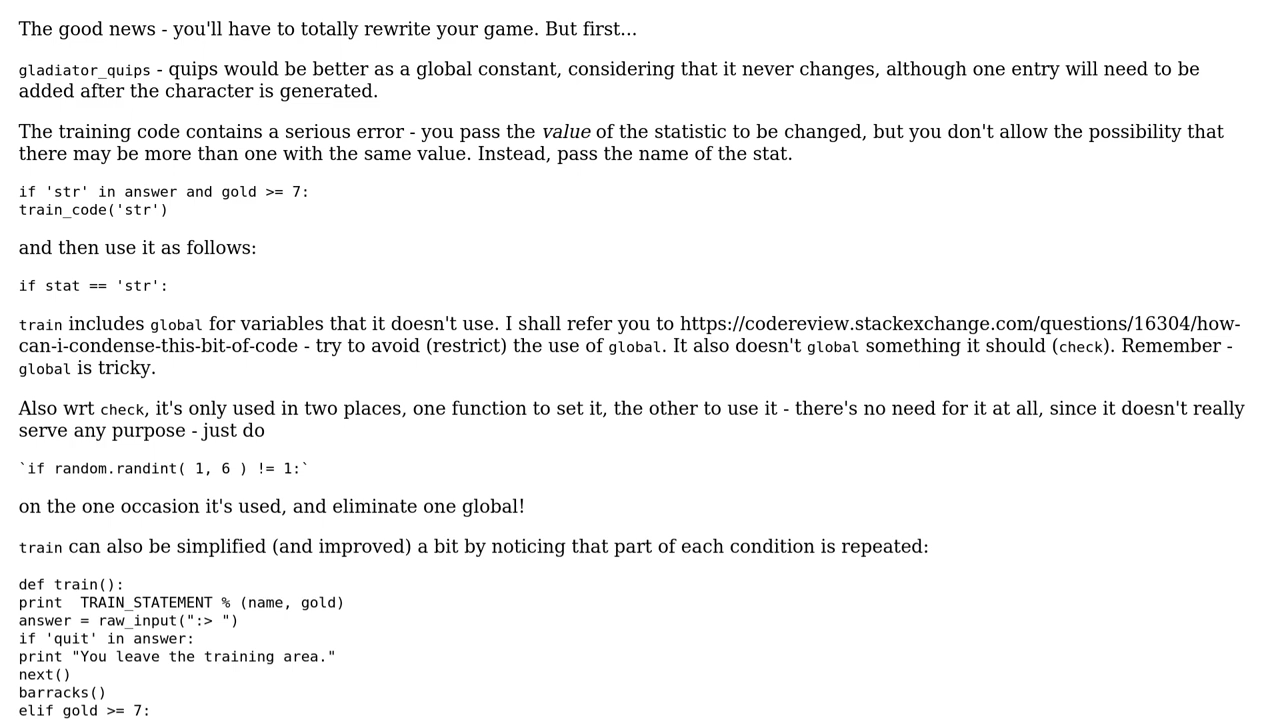 The good news - you'll have to totally rewrite your game. But first...
gladiator_quips - quips would be better as a global constant, considering that it never changes, although one entry will need to be
added after the character is generated.
The training code contains a serious error - you pass the value of the statistic to be changed, but you don't allow the possibility that
there may be more than one with the same value. Instead, pass the name of the stat.
if 'str' in answer and gold >= 7:
train_code('str')
and then use it as follows:
if stat == 'str':
train includes global for variables that it doesn't use. I shall refer you to https://codereview.stackexchange.com/questions/16304/how-
can-i-condense-this-bit-of-code - try to avoid (restrict) the use of global. It also doesn't global something it should (check). Remember -
global is tricky.
Also wrt check, it's only used in two places, one function to set it, the other to use it - there's no need for it at all, since it doesn't really
serve any purpose - just do
`if random.randint( 1, 6 ) != 1:`
on the one occasion it's used, and eliminate one global!
train can also be simplified (and improved) a bit by noticing that part of each condition is repeated:
def train():
print  TRAIN_STATEMENT % (name, gold)
answer = raw_input(":> ")
if 'quit' in answer:
print "You leave the training area."
next()
barracks()
elif gold >= 7: